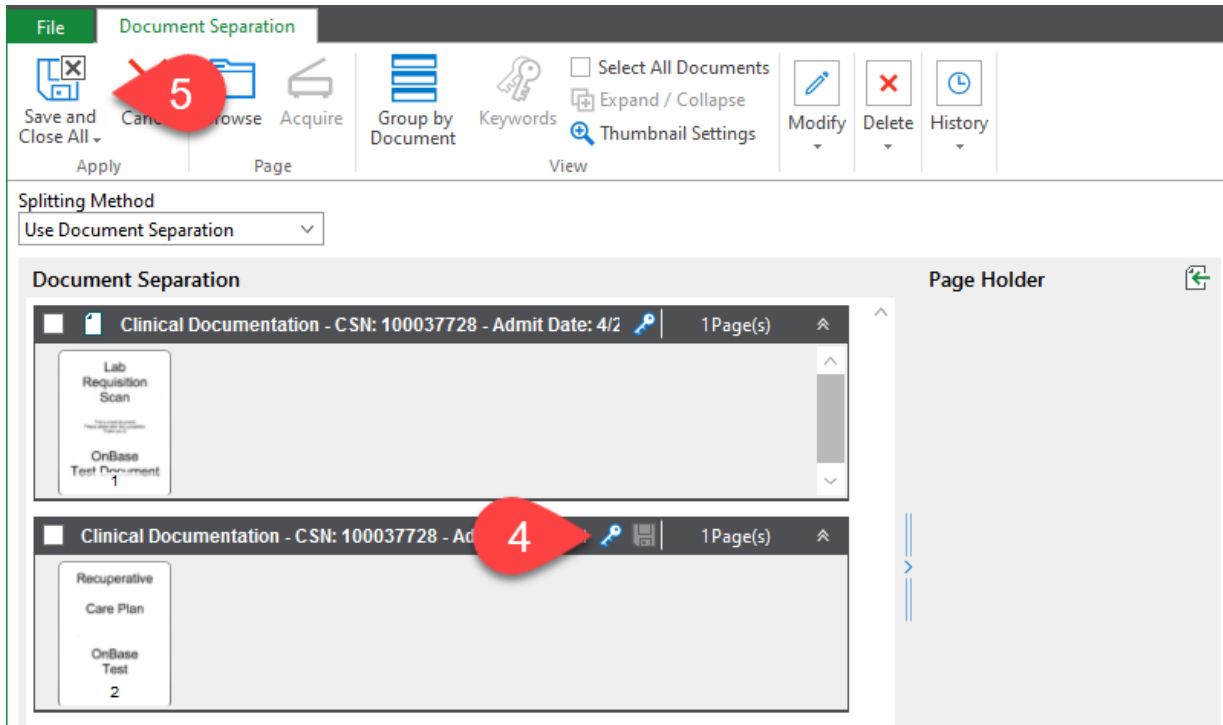 File
Document Separation
5
Save and
Close All
Browse
Acquire
Group by
Document
Keywords
Select All Documents
Expand / Collapse
Thumbnail Settings
Modify
Delete
History
Apply
Page
View
Splitting Method
Use Document Separation
Document Separation
Page Holder
Clinical Documentation - CSN: 100037728 - Admit Date: 4/2
1Page(s)
Lab
Requisition
Scan
OnBase
Test Document
1
Clinical Documentation - CSN: 100037728 - Ad
4
1Page(s)
Recuperative
Care Plan
OnBase
Test
2